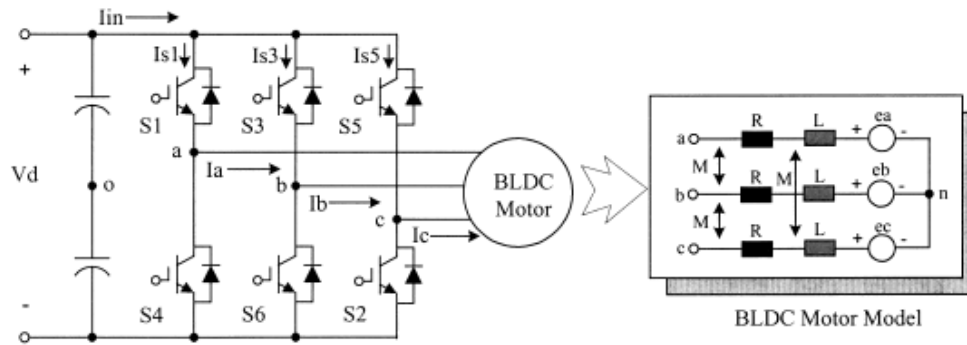 Iin
+
Is1
Is3
Is5
S1
S3
S5
Vd
o
a
Ia
b
Ib
c
Ic
BLDC
Motor
-
S4
S6
S2
a
R
L
+
ea
-
M
M
b
R
L
+
eb
-
n
M
c
R
L
+
ec
-
BLDC Motor Model